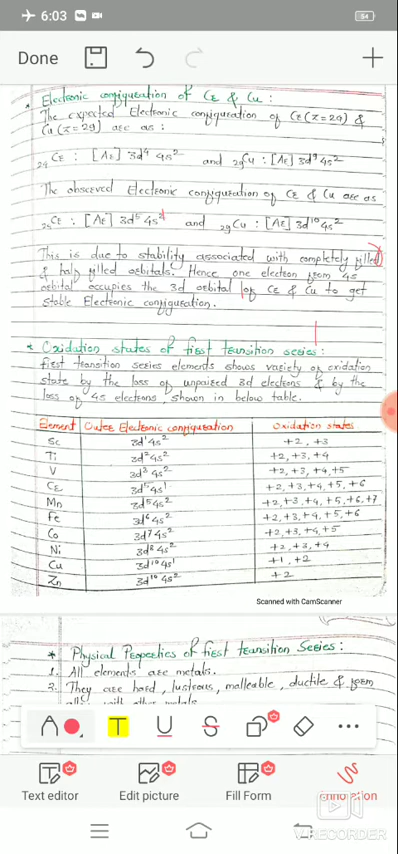 6:03
54
Done
Electronic configuration of Cr & Cu :
The expected Electronic configuration of Cr(z=24) &
Cu(z=29) are as :
24Cr : [Ar] 3d⁴ 4s² and 29Cu : [Ar] 3d⁹ 4s²
The observed Electronic configuration of Cr & Cu are as
Cr : [Ar] 3d⁵ 4s¹ and 29Cu : [Ar] 3d¹⁰ 4s²
This is due to stability associated with completely filled
& half filled orbitals. Hence one electron from 4s
orbital occupies the 3d orbital of Cr & Cu to get
stable Electronic configuration.
* Oxidation states of first transition series :
First transition series elements shows variety of oxidation
state by the loss of unpaired 3d electrons & by the
loss of 4s electrons, shown in below table.
Element Outer Electronic configuration Oxidation states
Sc 3d¹ 4s² +2, +3
Ti 3d² 4s² +2, +3, +4
V 3d³ 4s² +2, +3, +4, +5
Cr 3d⁵ 4s¹ +2, +3, +4, +5, +6
Mn 3d⁵ 4s² +2, +3, +4, +5, +6, +7
Fe 3d⁶ 4s² +2, +3, +4, +5, +6
Co 3d⁷ 4s² +2, +3, +4, +5
Ni 3d⁸ 4s² +2, +3, +4
Cu 3d¹⁰ 4s¹ +1, +2
Zn 3d¹⁰ 4s² +2
Scanned with CamScanner
* Physical Properties of first transition Series :
1. All elements are metals.
2. They are hard, lustrous, malleable, ductile & form
with other metals
Text editor
Edit picture
Fill Form
Annotation
V RECORDER